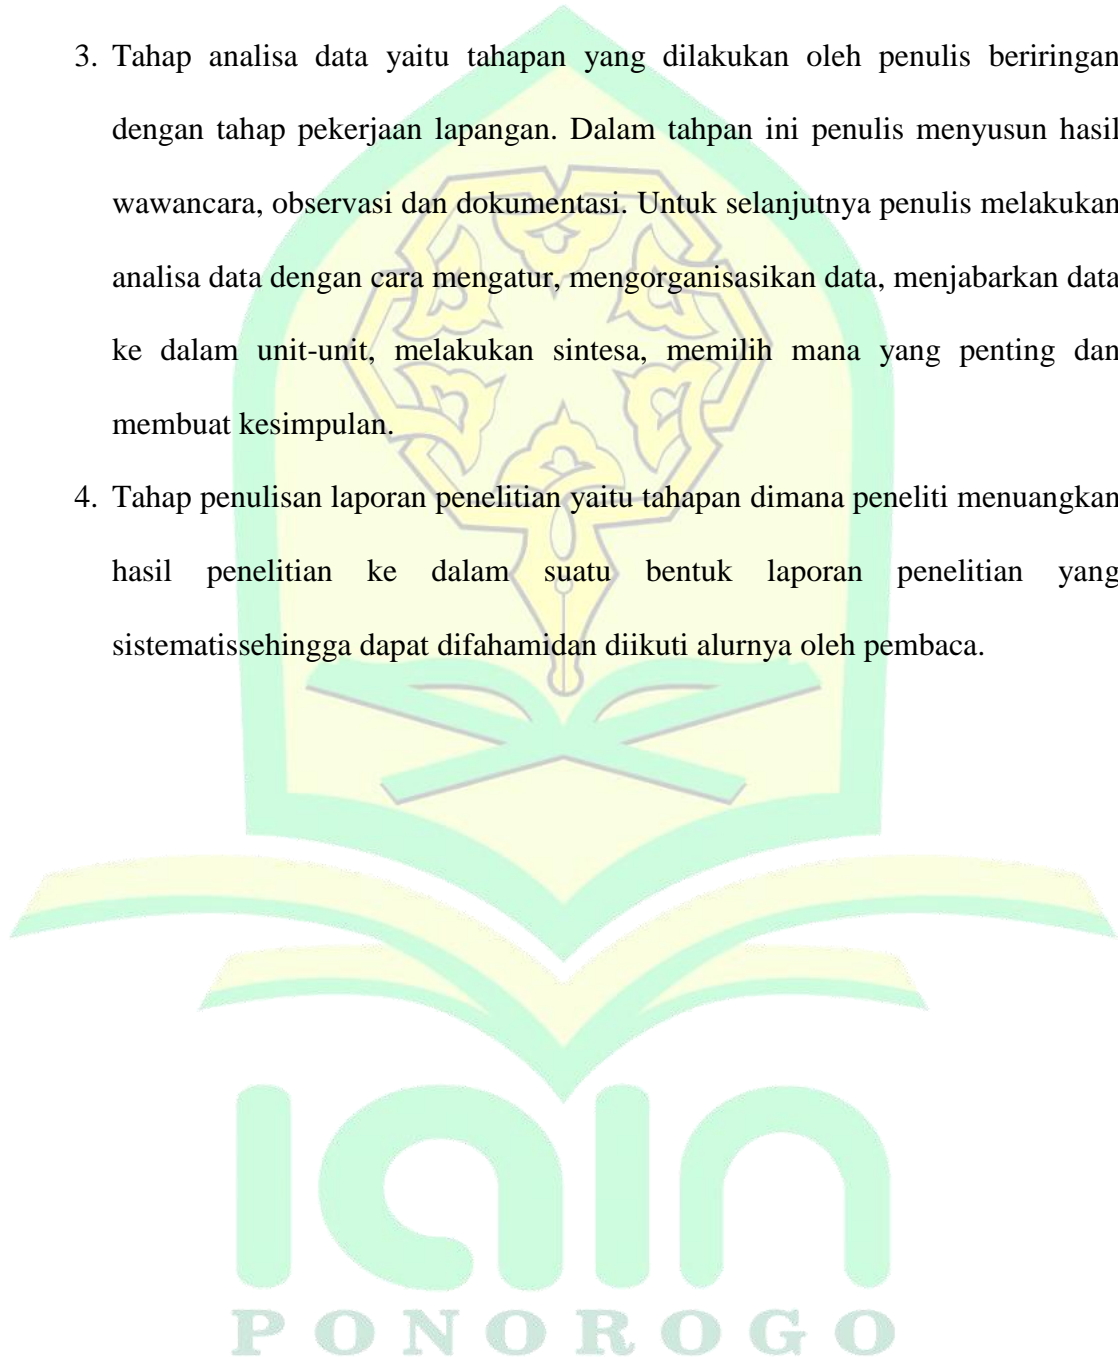 3. Tahap analisa data yaitu tahapan yang dilakukan oleh penulis beriringan
dengan tahap pekerjaan lapangan. Dalam tahpan ini penulis menyusun hasil
wawancara, observasi dan dokumentasi. Untuk selanjutnya penulis melakukan
analisa data dengan cara mengatur, mengorganisasikan data, menjabarkan data
ke dalam unit-unit, melakukan sintesa, memilih mana yang penting dan
membuat kesimpulan.
4. Tahap penulisan laporan penelitian yaitu tahapan dimana peneliti menuangkan
hasil penelitian ke dalam suatu bentuk laporan penelitian yang
sistematissehingga dapat difahamidan diikuti alurnya oleh pembaca.
iain
PONOROGO